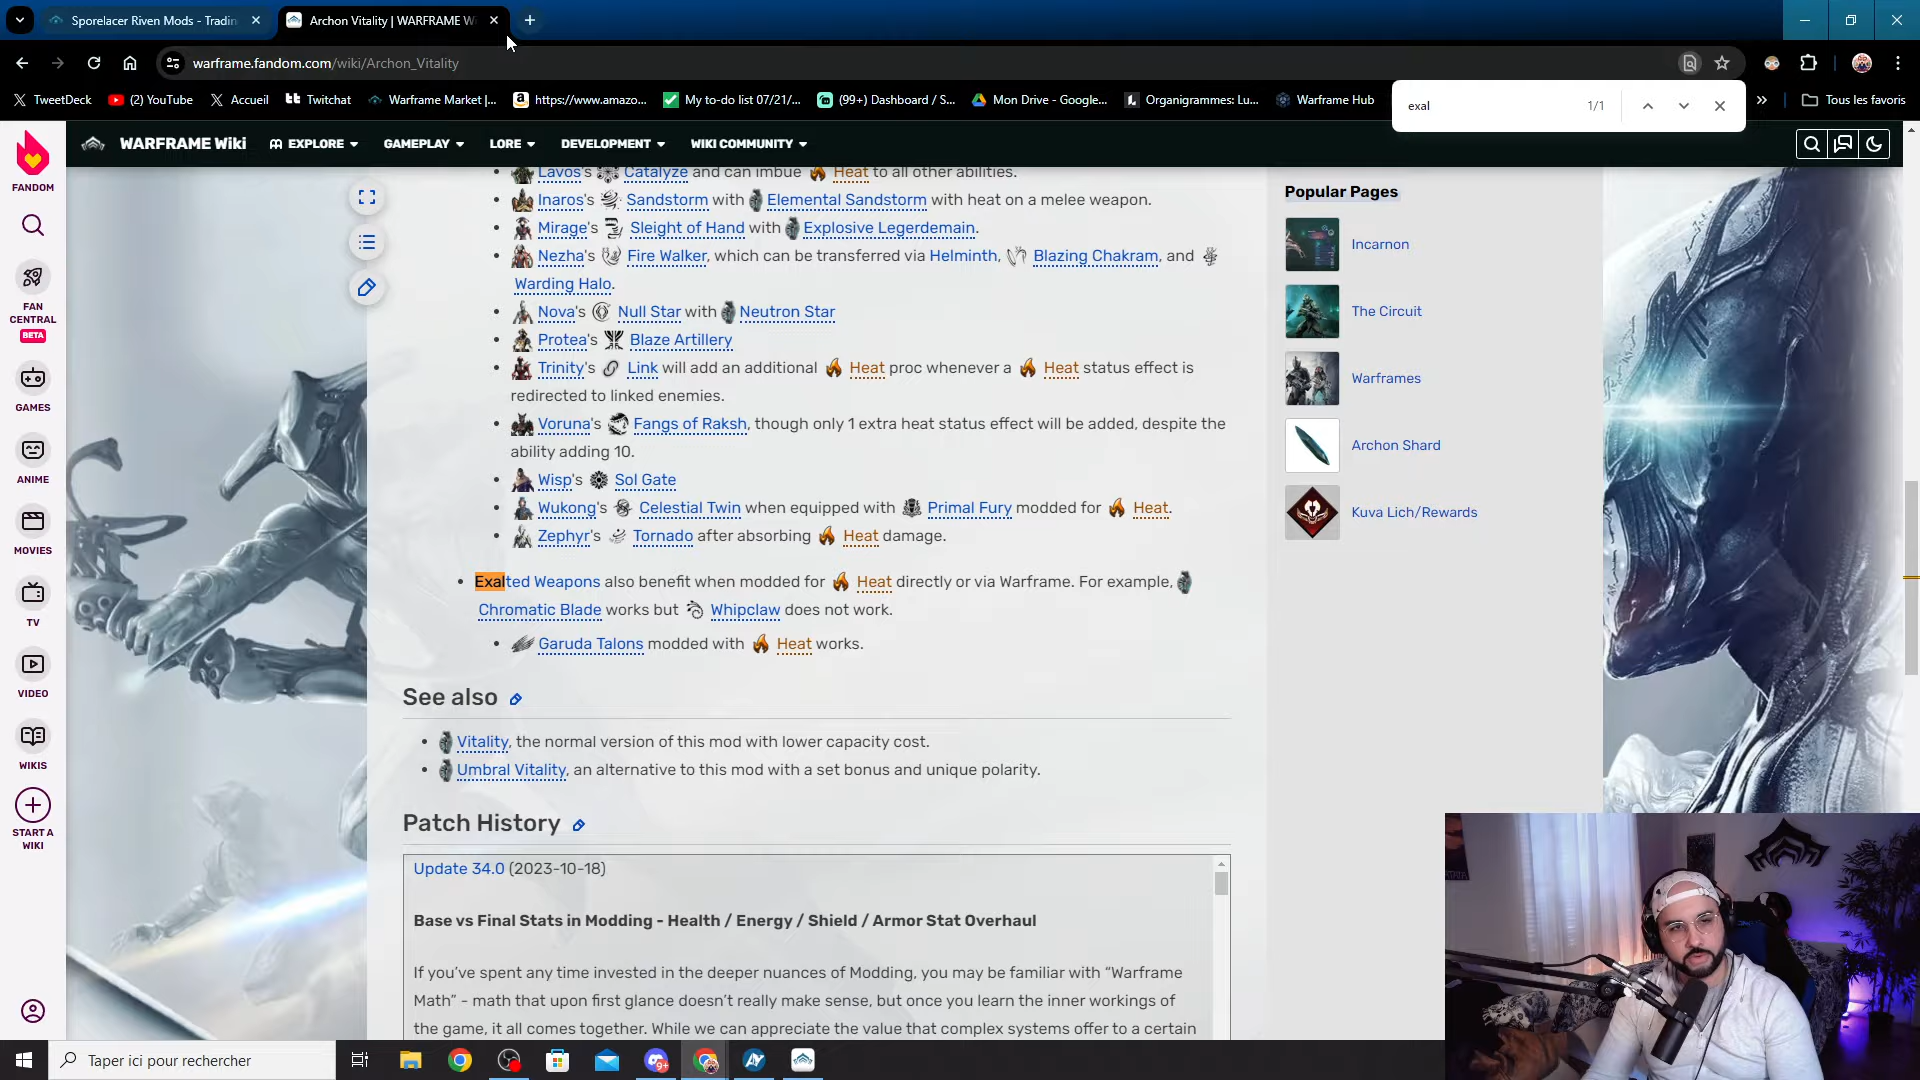 Sporelacer Riven Mods - Tradin
Archon Vitality | WARFRAME Wi
warframe.fandom.com/wiki/Archon_Vitality
TweetDeck
(2) YouTube
Accueil
Twitchat
Warframe Market |...
https://www.amazo...
My to-do list 07/21/...
(99+) Dashboard / S...
Mon Drive - Google...
Organigrammes: Lu...
Warframe Hub
Tous les favoris
exal
1/1
WARFRAME Wiki
EXPLORE
GAMEPLAY
LORE
DEVELOPMENT
WIKI COMMUNITY
FANDOM
FAN
CENTRAL
BETA
GAMES
ANIME
MOVIES
TV
VIDEO
WIKIS
START A
WIKI
Lavos's Catalyze and can imbue Heat to all other abilities.
Inaros's Sandstorm with Elemental Sandstorm with heat on a melee weapon.
Mirage's Sleight of Hand with Explosive Legerdemain.
Nezha's Fire Walker, which can be transferred via Helminth, Blazing Chakram, and
Warding Halo.
Nova's Null Star with Neutron Star
Protea's Blaze Artillery
Trinity's Link will add an additional Heat proc whenever a Heat status effect is
redirected to linked enemies.
Voruna's Fangs of Raksh, though only 1 extra heat status effect will be added, despite the
ability adding 10.
Wisp's Sol Gate
Wukong's Celestial Twin when equipped with Primal Fury modded for Heat.
Zephyr's Tornado after absorbing Heat damage.
Exalted Weapons also benefit when modded for Heat directly or via Warframe. For example,
Chromatic Blade works but Whipclaw does not work.
Garuda Talons modded with Heat works.
See also
Vitality, the normal version of this mod with lower capacity cost.
Umbral Vitality, an alternative to this mod with a set bonus and unique polarity.
Patch History
Update 34.0 (2023-10-18)
Base vs Final Stats in Modding - Health / Energy / Shield / Armor Stat Overhaul
If you've spent any time invested in the deeper nuances of Modding, you may be familiar with “Warframe
Math” - math that upon first glance doesn't really make sense, but once you learn the inner workings of
the game, it all comes together. While we can appreciate the value that complex systems offer to a certain
Popular Pages
Incarnon
The Circuit
Warframes
Archon Shard
Kuva Lich/Rewards
Taper ici pour rechercher
9+